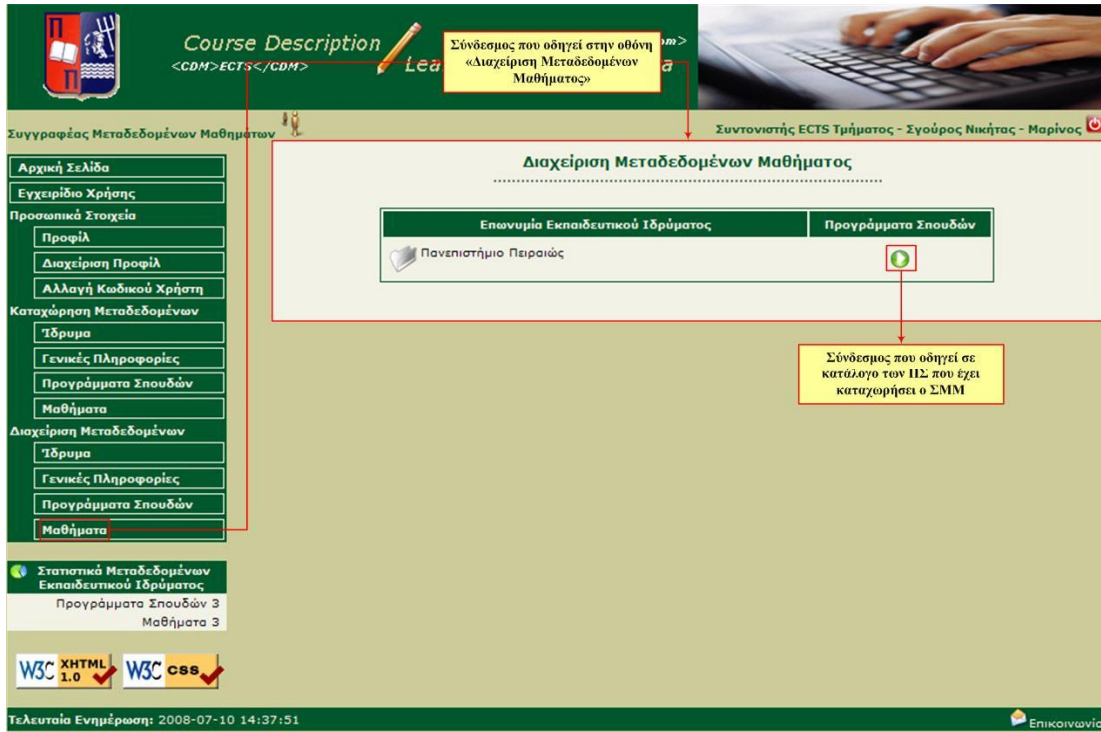 Π
Π
Course Description
<CDM>ECTS</CDM>
Σύνδεσμος που οδηγεί στην οθόνη
«Διαχείριση Μεταδεδομένων
Μαθήματος»
Συγγραφέας Μεταδεδομένων Μαθημάτων
Συντονιστής ECTS Τμήματος - Σγούρος Νικήτας - Μαρίνος
Αρχική Σελίδα
Εγχειρίδιο Χρήσης
Προσωπικά Στοιχεία
Προφίλ
Διαχείριση Προφίλ
Αλλαγή Κωδικού Χρήστη
Καταχώρηση Μεταδεδομένων
Ίδρυμα
Γενικές Πληροφορίες
Προγράμματα Σπουδών
Μαθήματα
Διαχείριση Μεταδεδομένων
Ίδρυμα
Γενικές Πληροφορίες
Προγράμματα Σπουδών
Μαθήματα
Στατιστικά Μεταδεδομένων
Εκπαιδευτικού Ιδρύματος
Προγράμματα Σπουδών 3
Μαθήματα 3
W3C XHTML 1.0 W3C css
Διαχείριση Μεταδεδομένων Μαθήματος
Επωνυμία Εκπαιδευτικού Ιδρύματος Προγράμματα Σπουδών
Πανεπιστήμιο Πειραιώς
Σύνδεσμος που οδηγεί σε
κατάλογο των ΠΣ που έχει
καταχωρήσει ο ΣΜΜ
Τελευταία Ενημέρωση: 2008-07-10 14:37:51
Επικοινωνία